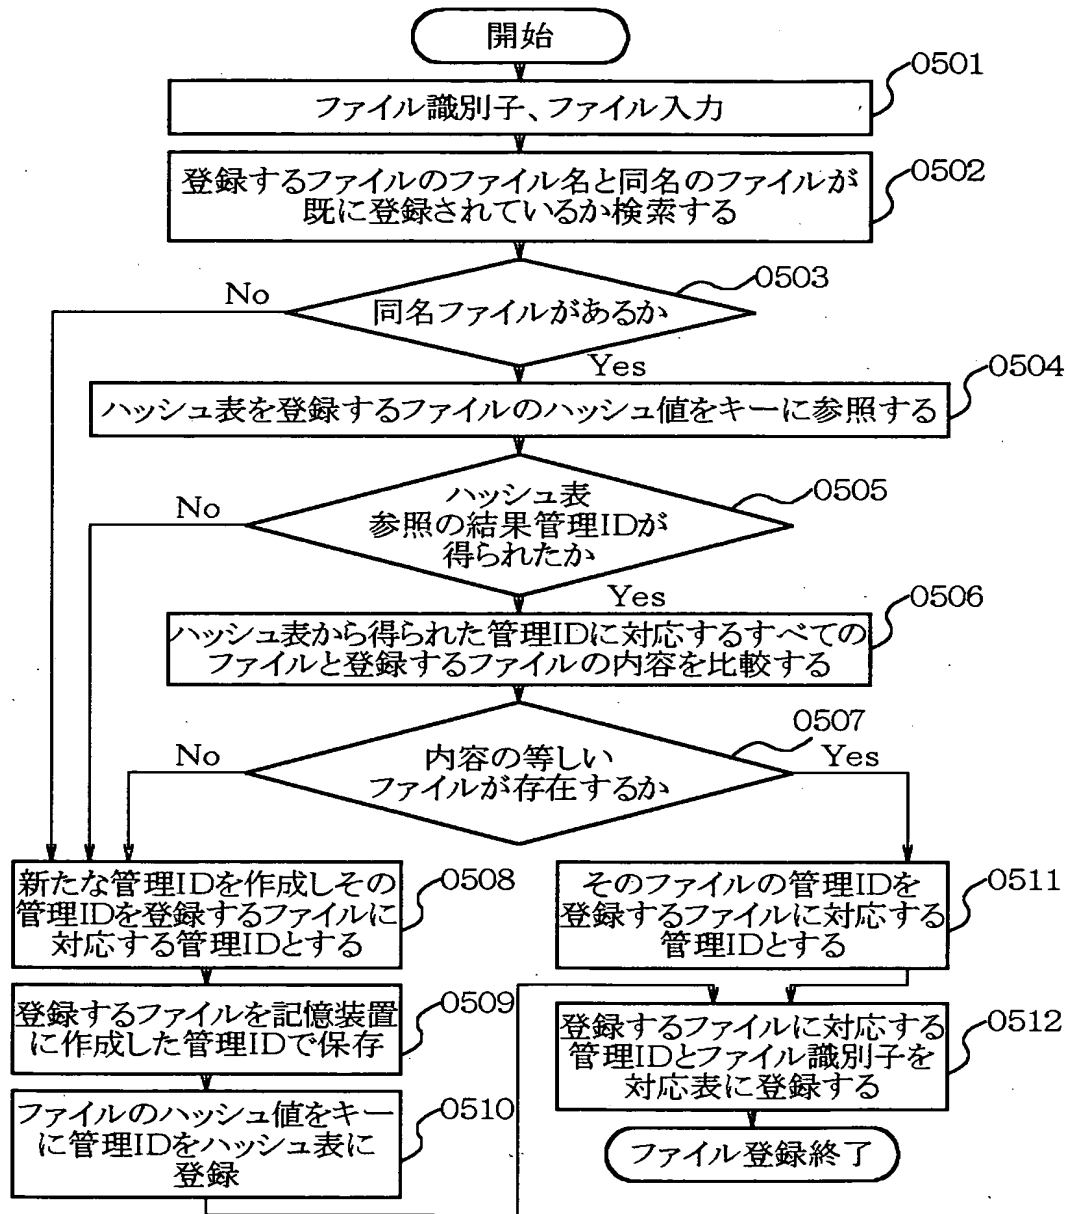 開始
0501
ファイル識別子、ファイル入力
0502
登録するファイルのファイル名と同名のファイルが
既に登録されているか検索する
0503
No
同名ファイルがあるか
Yes
0504
ハッシュ表を登録するファイルのハッシュ値をキーに参照する
0505
No
ハッシュ表
参照の結果管理IDが
得られたか
Yes
0506
ハッシュ表から得られた管理IDに対応するすべての
ファイルと登録するファイルの内容を比較する
0507
No
内容の等しい
ファイルが存在するか
Yes
新たな管理IDを作成しその
管理IDを登録するファイルに
対応する管理IDとする
0508
そのファイルの管理IDを
登録するファイルに対応する
管理IDとする
0511
登録するファイルを記憶装置
に作成した管理IDで保存
0509
登録するファイルに対応する
管理IDとファイル識別子を
対応表に登録する
0512
ファイルのハッシュ値をキー
に管理IDをハッシュ表に
登録
0510
ファイル登録終了